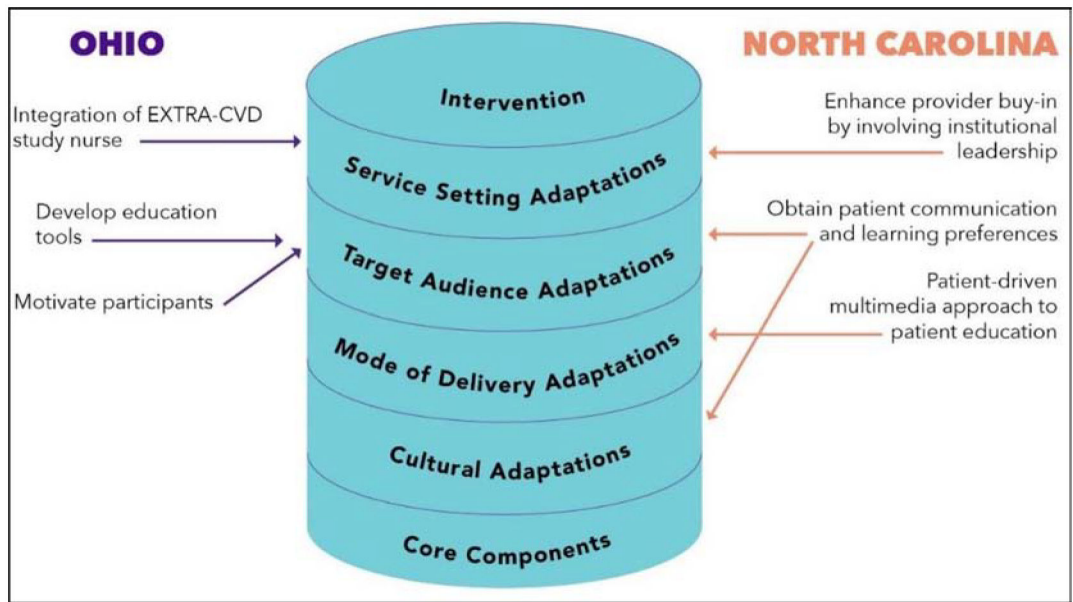 OHIO
Integration of EXTRA-CVD
study nurse
Develop education
tools
Motivate participants
Intervention
Service Setting Adaptations
Target Audience Adaptations
Mode of Delivery Adaptations
Cultural Adaptations
Core Components
NORTH CAROLINA
Enhance provider buy-in
by involving institutional
leadership
Obtain patient communication
and learning preferences
Patient-driven
multimedia approach to
patient education